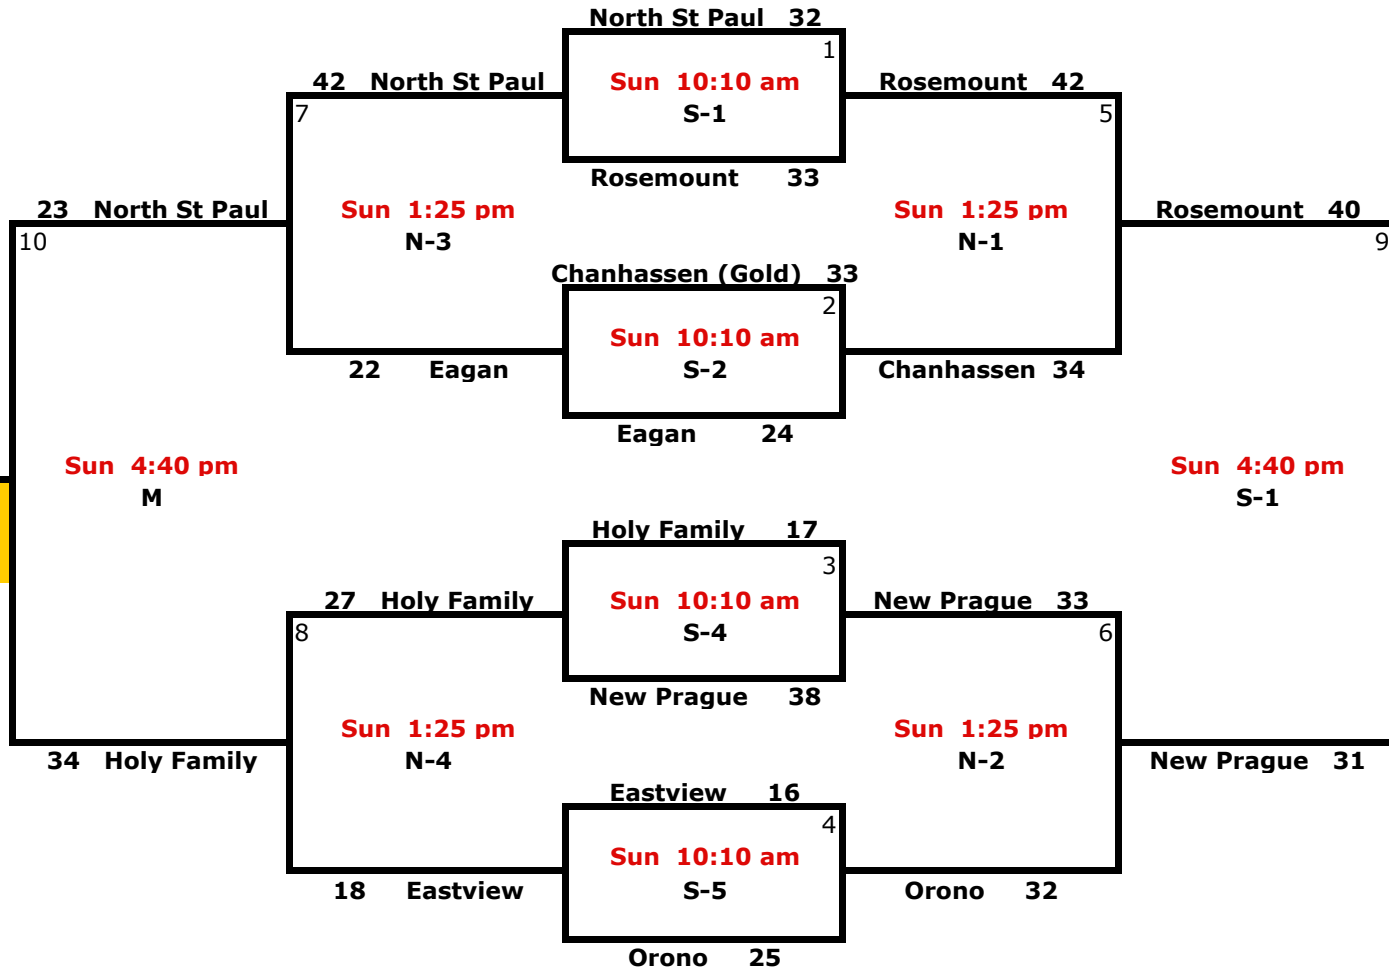 North St Paul 32
1
42 North St Paul
Sun 10:10 am
Rosemount 42
7
S-1
5
Rosemount 33
23 North St Paul
Sun 1:25 pm
Sun 1:25 pm
Rosemount 40
10
N-3
N-1
9
Chanhassen (Gold) 33
2
Sun 10:10 am
22 Eagan
S-2
Chanhassen 34
Eagan 24
Sun 4:40 pm
Sun 4:40 pm
M
S-1
Holy Family 17
3
27 Holy Family
Sun 10:10 am
New Prague 33
8
S-4
6
New Prague 38
Sun 1:25 pm
Sun 1:25 pm
34 Holy Family
N-4
N-2
New Prague 31
Eastview 16
4
Sun 10:10 am
18 Eastview
S-5
Orono 32
Orono 25